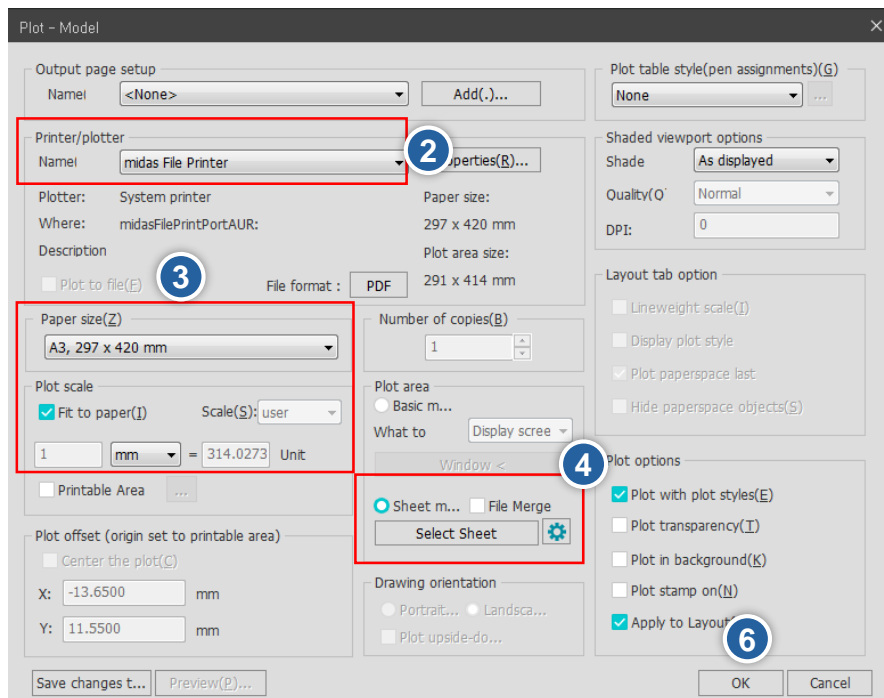 Plot - Model
Output page setup
Name
<None>
Add(.)...
Plot table style(pen assignments)(G)
None
...
Printer/plotter
Name
midas File Printer
2
operties(R)...
Plotter: System printer
Paper size:
Where: midasFilePrintPortAUR:
297 x 420 mm
Description
Plot area size:
Plot to file(F)
3
File format : PDF
291 x 414 mm
Shaded viewport options
Shade As displayed
Quality(Q Normal
DPI: 0
Paper size(Z)
A3, 297 x 420 mm
Number of copies(B)
1
Layout tab option
Lineweight scale(I)
Display plot style
Plot paperspace last
Hide paperspace objects(S)
Plot scale
Fit to paper(I) Scale(S): user
1 mm = 314.0273 Unit
Printable Area ...
Plot area
Basic m...
What to Display scree
Window <
4
Sheet m... File Merge
Select Sheet
Plot options
Plot with plot styles(E)
Plot transparency(T)
Plot in background(K)
Plot stamp on(N)
Apply to Layout
6
Plot offset (origin set to printable area)
Center the plot(C)
X: -13.6500 mm
Y: 11.5500 mm
Drawing orientation
Portrait... Landsca...
Plot upside-do...
Save changes t... Preview(P)...
OK Cancel